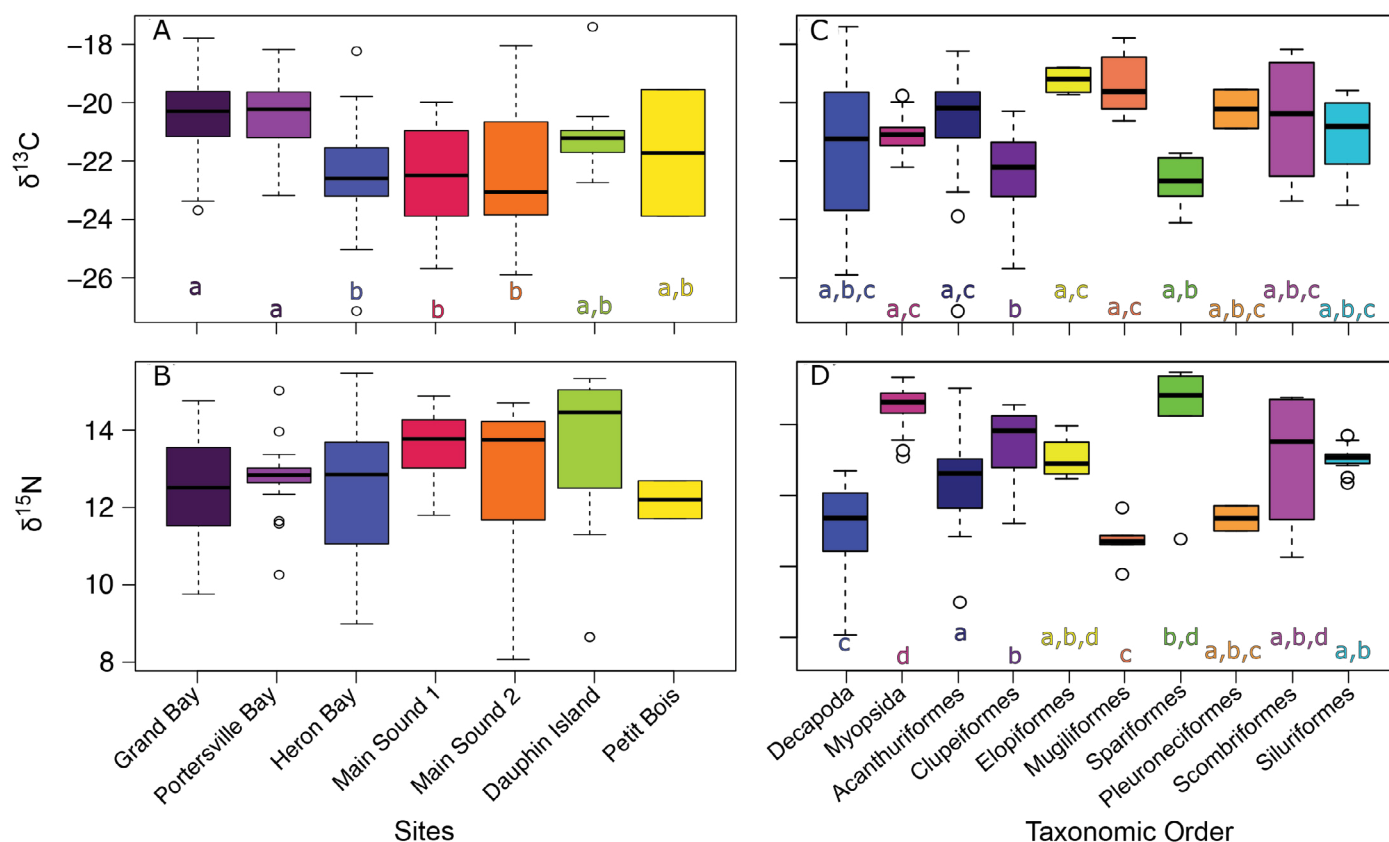 A
−18
−20
−22
−24
−26
δ13C
a
a
b
b
b
a,b
a,b
C
a,b,c
a,c
a,c
b
a,c
a,c
a,b
a,b,c
a,b,c
a,b,c
B
14
12
10
8
δ15N
D
c
d
a
b
a,b,d
c
b,d
a,b,c
a,b,d
a,b
Grand Bay
Portersville Bay
Heron Bay
Main Sound 1
Main Sound 2
Dauphin Island
Petit Bois
Sites
Decapoda
Myopsida
Acanthuriformes
Clupeiformes
Elopiformes
Mugiliformes
Spariformes
Pleuroneciformes
Scombriformes
Siluriformes
Taxonomic Order